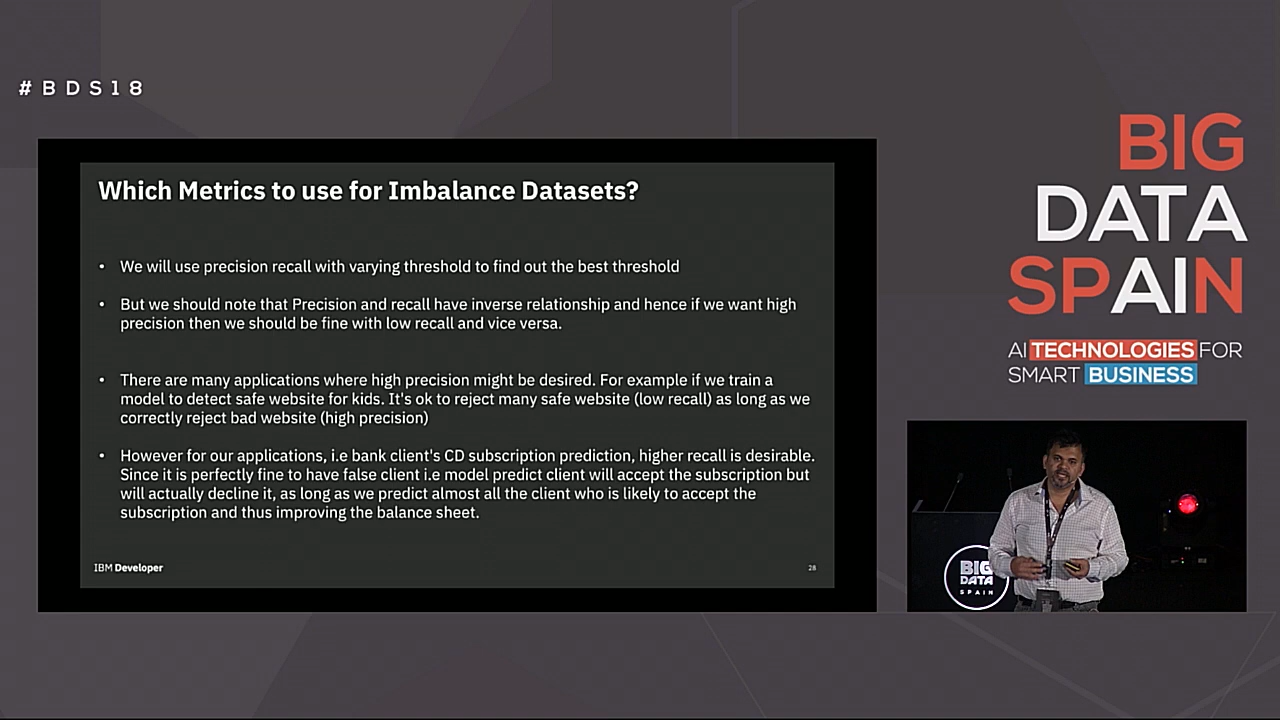 #BDS18
Which Metrics to use for Imbalance Datasets?
• We will use precision recall with varying threshold to find out the best threshold
• But we should note that Precision and recall have inverse relationship and hence if we want high
precision then we should be fine with low recall and vice versa.
• There are many applications where high precision might be desired. For example if we train a
model to detect safe website for kids. It's ok to reject many safe website (low recall) as long as we
correctly reject bad website (high precision)
• However for our applications, i.e bank client's CD subscription prediction, higher recall is desirable.
Since it is perfectly fine to have false client i.e model predict client will accept the subscription but
will actually decline it, as long as we predict almost all the client who is likely to accept the
subscription and thus improving the balance sheet.
IBM Developer
28
BIG
DATA
SPAIN
AI TECHNOLOGIES FOR
SMART BUSINESS
BIG
DATA
SPAIN